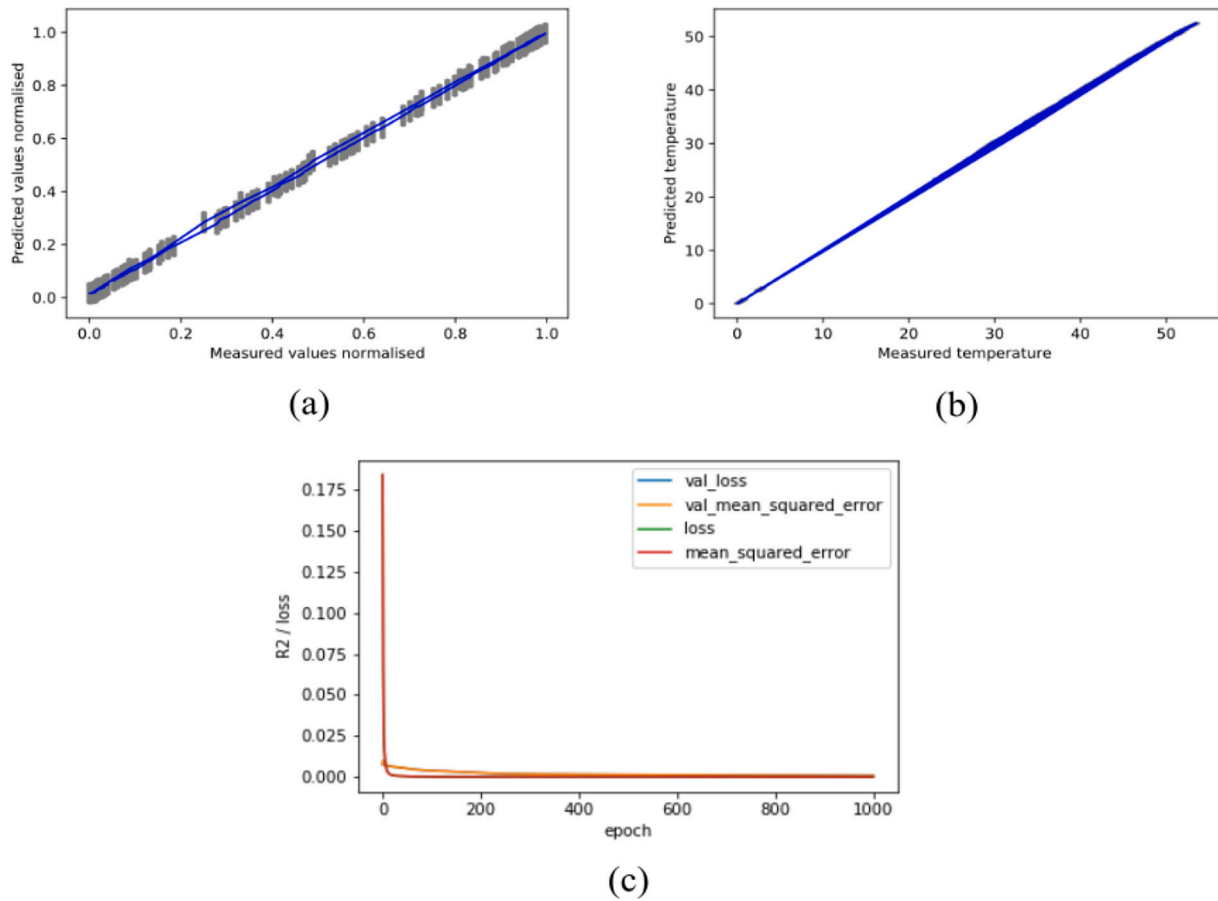 1.0
0.8
0.6
0.4
0.2
0.0
Predicted values normalised
0.0 0.2 0.4 0.6 0.8 1.0
Measured values normalised
(a)
50
40
30
20
10
0
Predicted temperature
0 10 20 30 40 50
Measured temperature
(b)
0.175
0.150
0.125
0.100
0.075
0.050
0.025
0.000
R2 / loss
val_loss
val_mean_squared_error
loss
mean_squared_error
0 200 400 600 800 1000
epoch
(c)